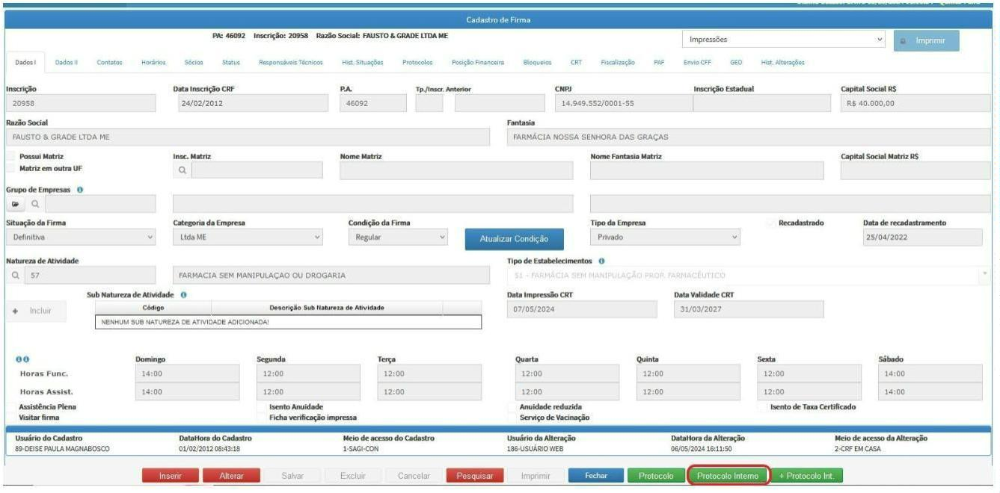 Cadastro de Firma
PA: 46092 Inscrição: 20958 Razão Social: FAUSTO & GRADE LTDA ME
Impressões
Imprimir
Dados I Dados II Contatos Horários Sócios Status Responsáveis Técnicos Hist. Situações Protocolos Posição Financeira Bloqueios CRT Fiscalização PAF Envio CFF GED Hist. Alterações
Inscrição Data Inscrição CRF P.A. Tp./Inscr. Anterior CNPJ Inscrição Estadual Capital Social R$
20958 24/02/2012 46092 14.949.552/0001-55 R$ 40.000,00
Razão Social Fantasia
FAUSTO & GRADE LTDA ME FARMÁCIA NOSSA SENHORA DAS GRAÇAS
Possui Matriz Insc. Matriz Nome Matriz Nome Fantasia Matriz Capital Social Matriz R$
Matriz em outra UF
Grupo de Empresas
Situação da Firma Categoria da Empresa Condição da Firma Tipo da Empresa Recadastrado Data de recadastramento
Definitiva Ltda ME Regular Atualizar Condição Privado 25/04/2022
Natureza de Atividade Tipo de Estabelecimentos
57 FARMACIA SEM MANIPULAÇAO OU DROGARIA 51 - FARMÁCIA SEM MANIPULAÇÃO PROP. FARMACÊUTICO
Sub Natureza de Atividade Data Impressão CRT Data Validade CRT
Incluir Código Descrição Sub Natureza de Atividade 07/05/2024 31/03/2027
NENHUM SUB NATUREZA DE ATIVIDADE ADICIONADA!
Domingo Segunda Terça Quarta Quinta Sexta Sábado
Horas Func. 14:00 12:00 12:00 12:00 12:00 12:00 14:00
Horas Assist. 14:00 12:00 12:00 12:00 12:00 12:00 14:00
Assistência Plena Isento Anuidade Anuidade reduzida Isento de Taxa Certificado
Visitar firma Ficha verificação impressa Serviço de Vacinação
Usuário do Cadastro DataHora do Cadastro Meio de acesso do Cadastro Usuário da Alteração DataHora da Alteração Meio de acesso da Alteração
89-DEISE PAULA MAGNABOSCO 01/02/2012 08:43:18 1-SAGI-CON 186-USUÁRIO WEB 06/05/2024 16:11:50 2-CRF EM CASA
Inserir Alterar Salvar Excluir Cancelar Pesquisar Imprimir Fechar Protocolo Protocolo Interno + Protocolo Int.